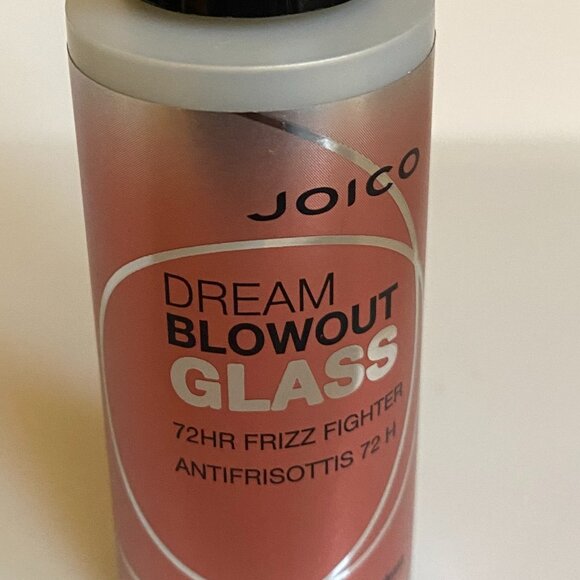 JOICO
DREAM
BLOWOUT
GLASS
72HR FRIZZ FIGHTER
ANTIFRISOTTIS 72 H